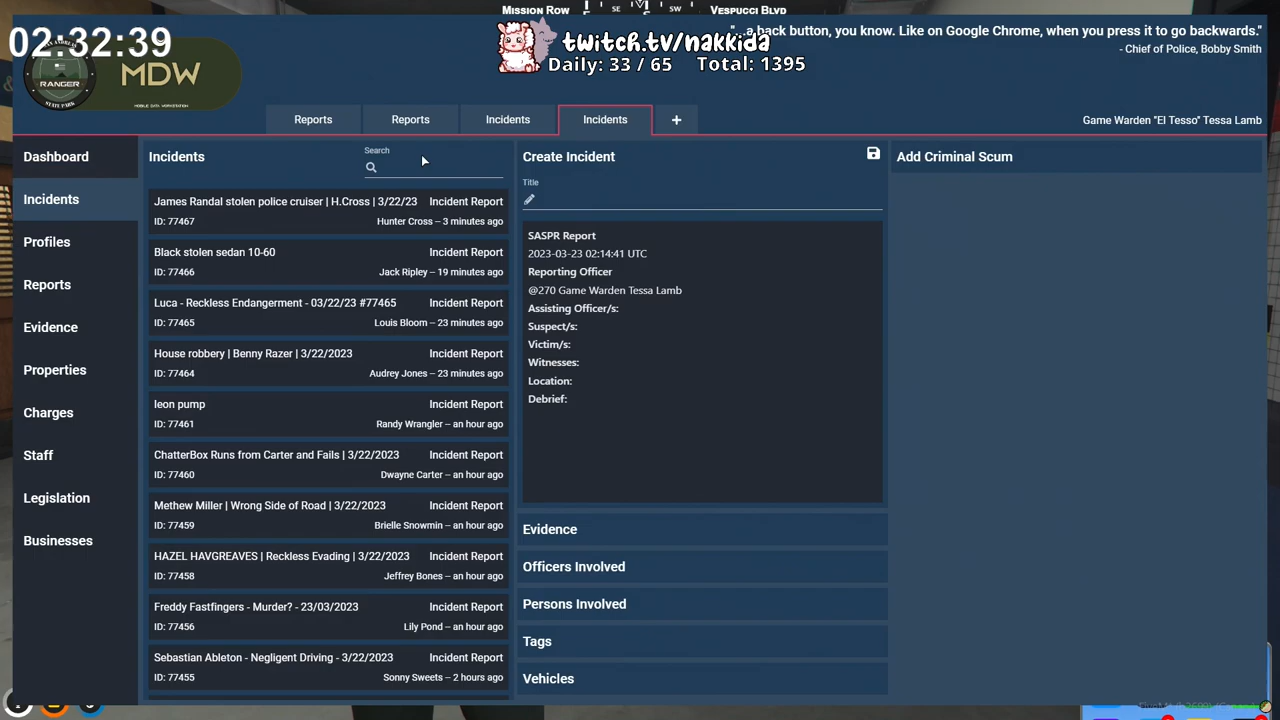 MISSION ROW
SE
SW
VESPUCCI BLVD
02:32:39
RANGER
STATE PARK
MDW
MOBILE DATA WORKSTATION
twitch.tv/nakkida
Daily: 33 / 65 Total: 1395
"...a back button, you know. Like on Google Chrome, when you press it to go backwards."
- Chief of Police, Bobby Smith
Reports
Reports
Incidents
Incidents
+
Game Warden "El Tesso" Tessa Lamb
Dashboard
Incidents
Profiles
Reports
Evidence
Properties
Charges
Staff
Legislation
Businesses
Incidents
Search
James Randal stolen police cruiser | H.Cross | 3/22/23 Incident Report
ID: 77467 Hunter Cross – 3 minutes ago
Black stolen sedan 10-60 Incident Report
ID: 77466 Jack Ripley – 19 minutes ago
Luca - Reckless Endangerment - 03/22/23 #77465 Incident Report
ID: 77465 Louis Bloom – 23 minutes ago
House robbery | Benny Razer | 3/22/2023 Incident Report
ID: 77464 Audrey Jones – 23 minutes ago
leon pump Incident Report
ID: 77461 Randy Wrangler – an hour ago
ChatterBox Runs from Carter and Fails | 3/22/2023 Incident Report
ID: 77460 Dwayne Carter – an hour ago
Methew Miller | Wrong Side of Road | 3/22/2023 Incident Report
ID: 77459 Brielle Snowmin – an hour ago
HAZEL HAVGREAVES | Reckless Evading | 3/22/2023 Incident Report
ID: 77458 Jeffrey Bones – an hour ago
Freddy Fastfingers - Murder? - 23/03/2023 Incident Report
ID: 77456 Lily Pond – an hour ago
Sebastian Ableton - Negligent Driving - 3/22/2023 Incident Report
ID: 77455 Sonny Sweets – 2 hours ago
Create Incident
Title
SASPR Report
2023-03-23 02:14:41 UTC
Reporting Officer
@270 Game Warden Tessa Lamb
Assisting Officer/s:
Suspect/s:
Victim/s:
Witnesses:
Location:
Debrief:
Evidence
Officers Involved
Persons Involved
Tags
Vehicles
Add Criminal Scum